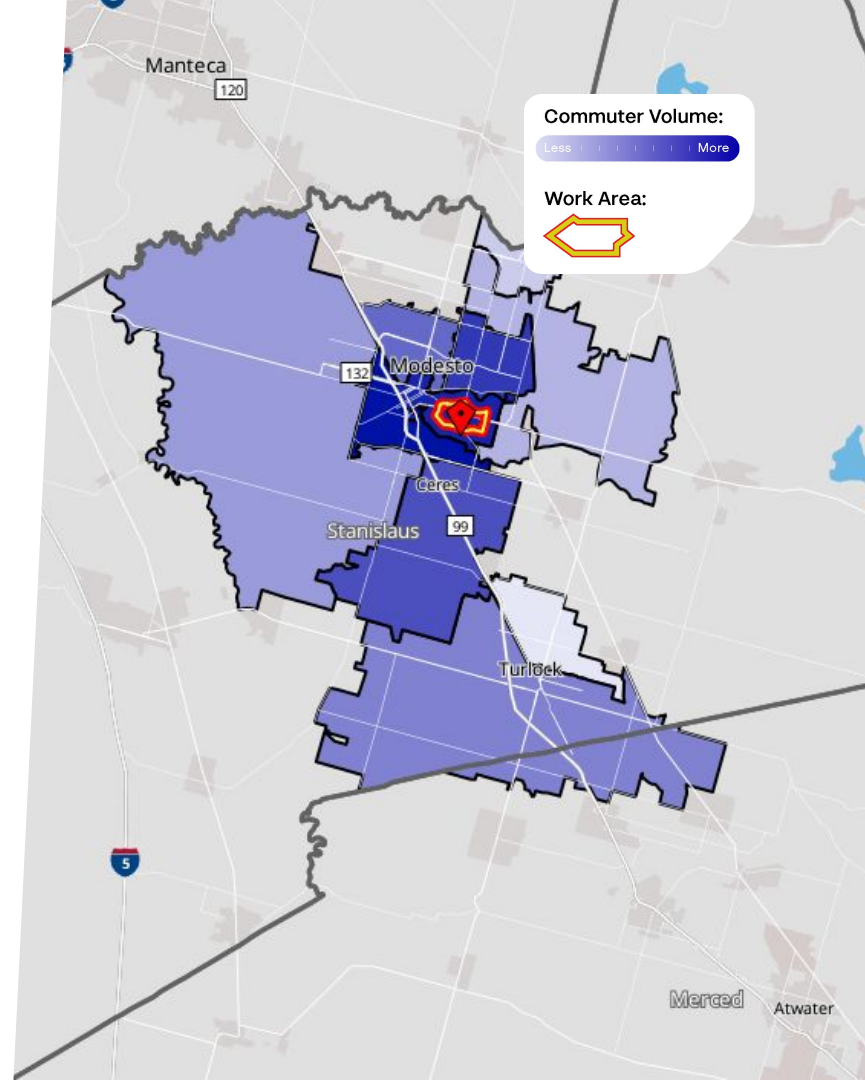 Manteca
120
Commuter Volume:
Less
More
Work Area:
132
Modesto
Ceres
Stanislaus
99
Turlock
5
Merced
Atwater